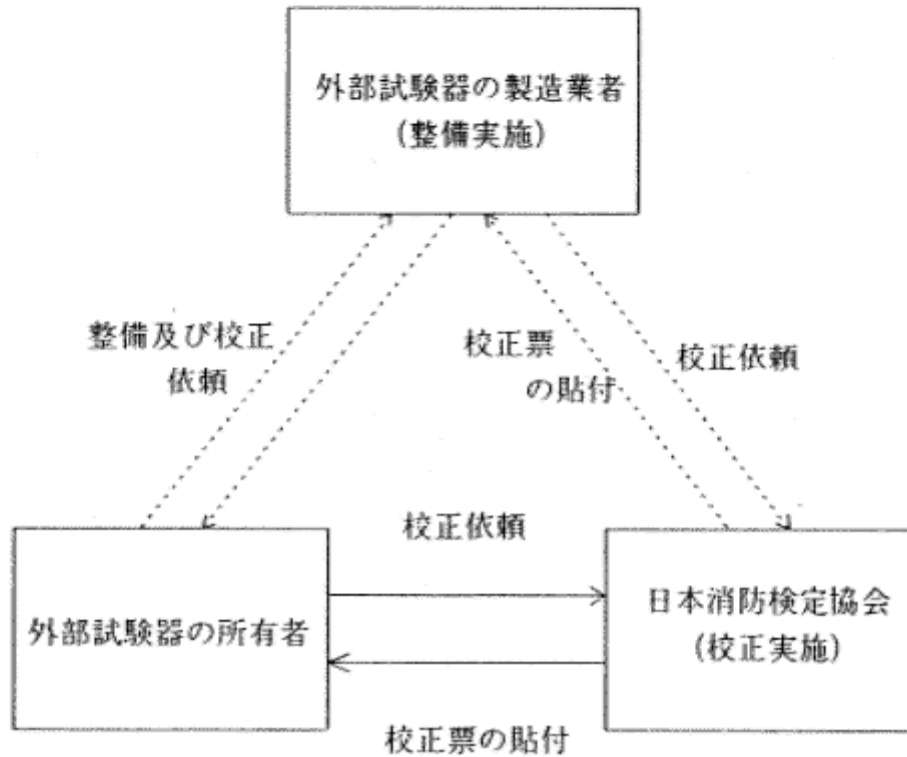 外部試験器の製造業者
(整備実施)
整備及び校正
依頼
校正票
の貼付
校正依頼
校正依頼
外部試験器の所有者
日本消防検定協会
(校正実施)
校正票の貼付